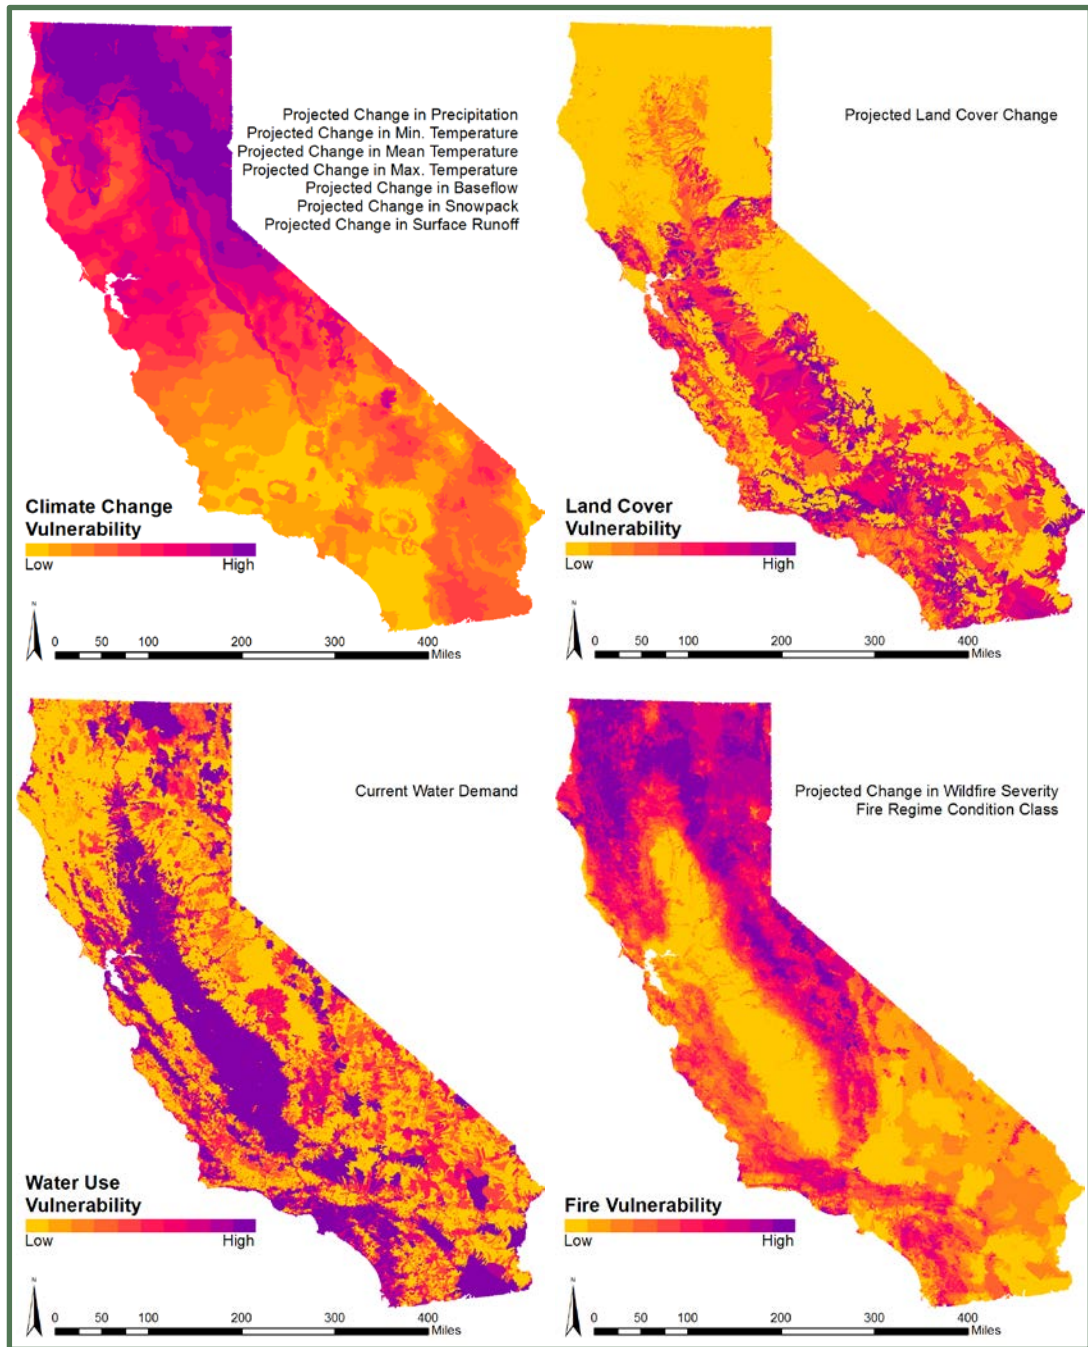 Projected Change in Precipitation
Projected Change in Min. Temperature
Projected Change in Mean Temperature
Projected Change in Max. Temperature
Projected Change in Baseflow
Projected Change in Snowpack
Projected Change in Surface Runoff
Climate Change
Vulnerability
Low High
N
0 50 100 200 300 400
Miles
Projected Land Cover Change
Land Cover
Vulnerability
Low High
N
0 50 100 200 300 400
Miles
Current Water Demand
Water Use
Vulnerability
Low High
N
0 50 100 200 300 400
Miles
Projected Change in Wildfire Severity
Fire Regime Condition Class
Fire Vulnerability
Low High
N
0 50 100 200 300 400
Miles